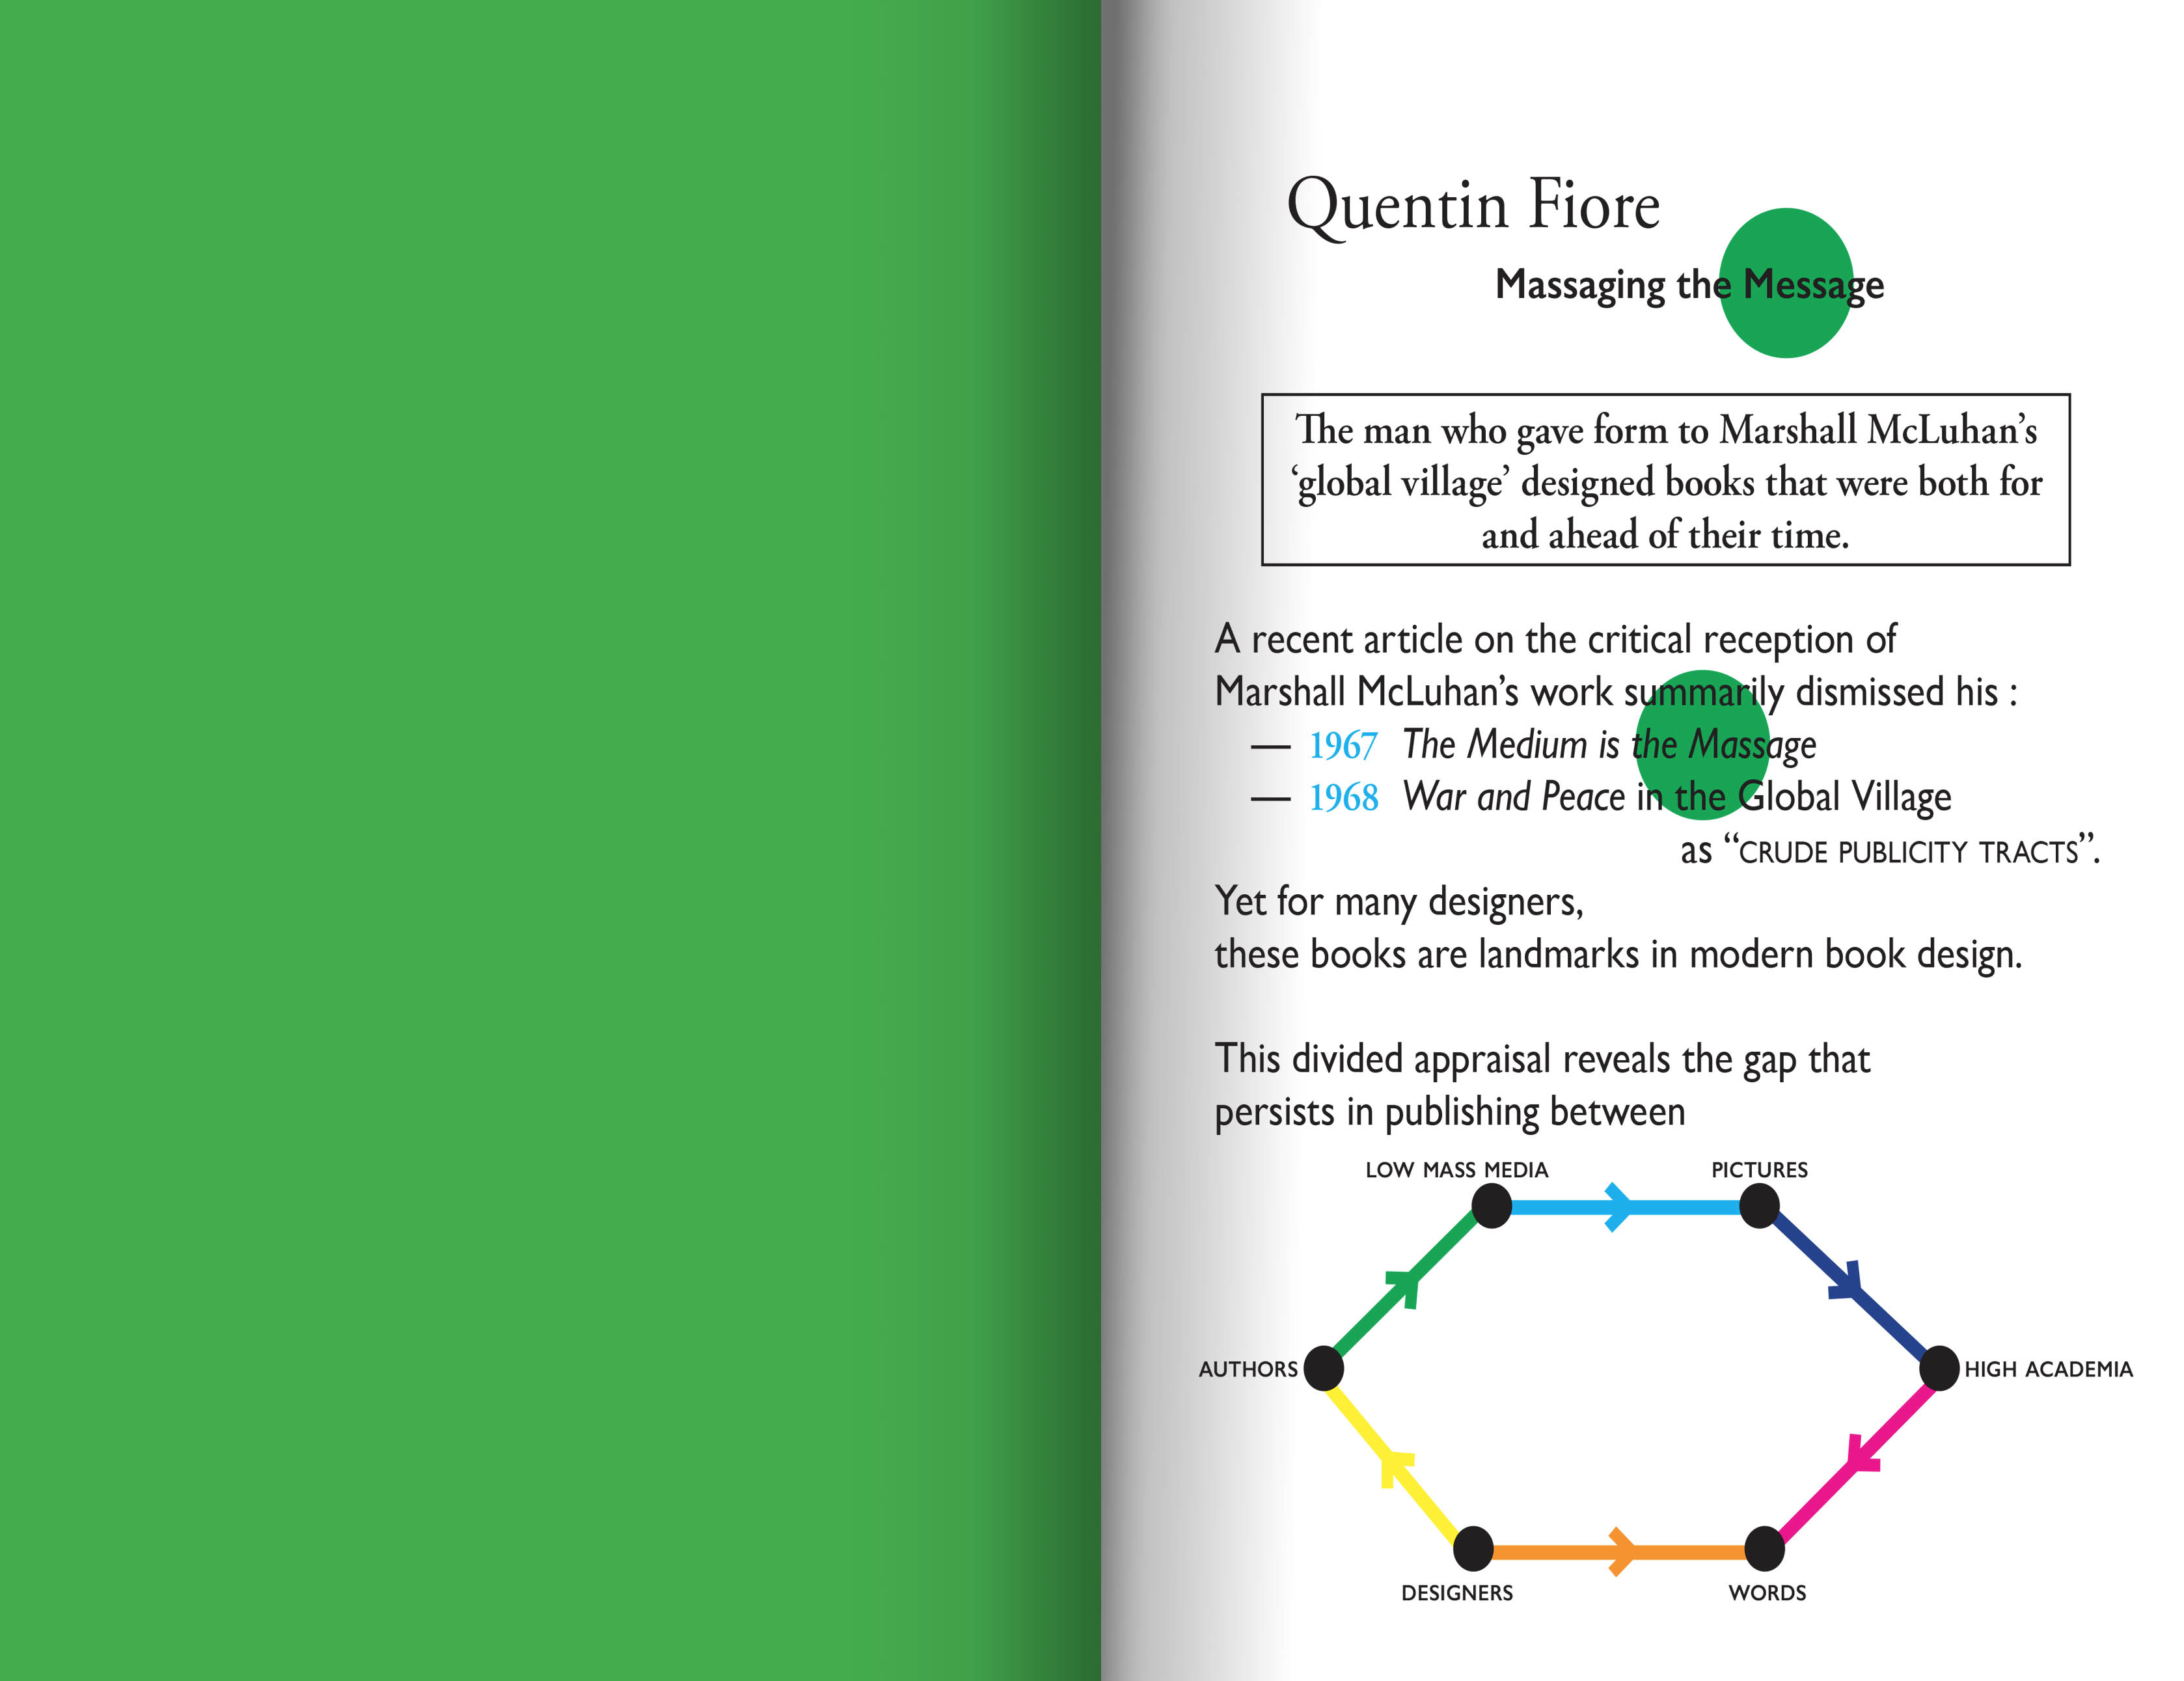 Quentin Fiore
Massaging the Message
The man who gave form to Marshall McLuhan’s
‘global village’ designed books that were both for
and ahead of their time.
A recent article on the critical reception of
Marshall McLuhan’s work summarily dismissed his :
— 1967 The Medium is the Massage
— 1968 War and Peace in the Global Village
as “CRUDE PUBLICITY TRACTS”.
Yet for many designers,
these books are landmarks in modern book design.
This divided appraisal reveals the gap that
persists in publishing between
LOW MASS MEDIA PICTURES
AUTHORS HIGH ACADEMIA
DESIGNERS WORDS